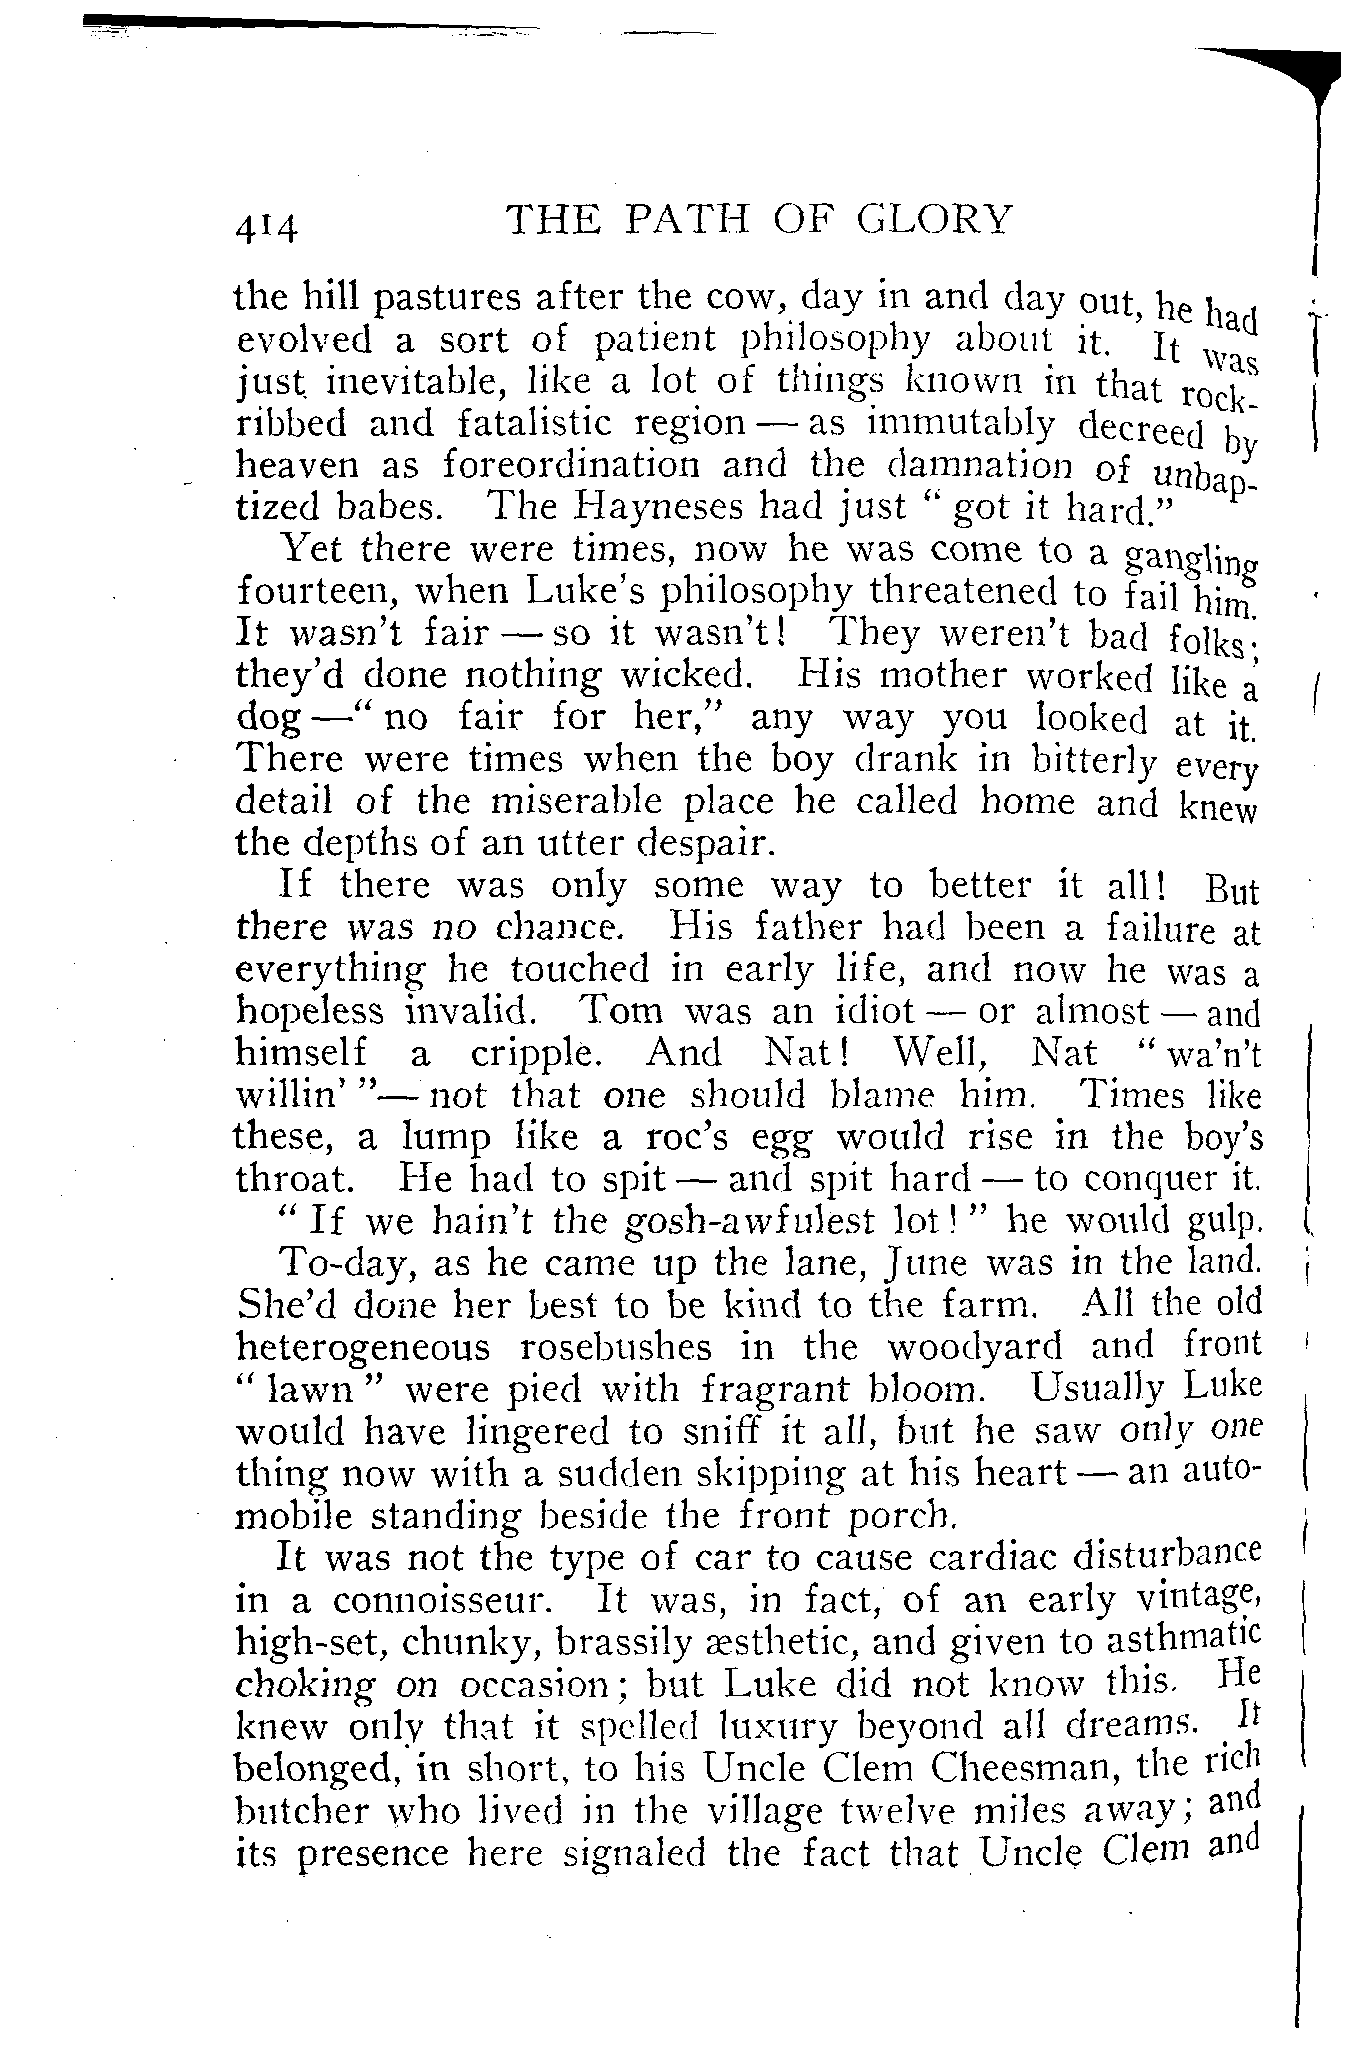 414 THE PATH OF GLORY
the hill pastures after the cow, day in and day out, he had
evolved a sort of patient philosophy about it. It was
just inevitable, like a lot of things known in that rock-
ribbed and fatalistic region — as immutably decreed by
heaven as foreordination and the damnation of unbap-
tized babes. The Hayneses had just “ got it hard.”
Yet there were times, now he was come to a gangling
fourteen, when Luke's philosophy threatened to fail him.
It wasn't fair — so it wasn't! They weren't bad folks;
they'd done nothing wicked. His mother worked like a
dog —“ no fair for her,” any way you looked at it.
There were times when the boy drank in bitterly every
detail of the miserable place he called home and knew
the depths of an utter despair.
If there was only some way to better it all! But
there was no chance. His father had been a failure at
everything he touched in early life, and now he was a
hopeless invalid. Tom was an idiot — or almost — and
himself a cripple. And Nat! Well, Nat “ wa'n't
willin' ”— not that one should blame him. Times like
these, a lump like a roc's egg would rise in the boy's
throat. He had to spit — and spit hard — to conquer it.
“ If we hain't the gosh-awfulest lot! ” he would gulp.
To-day, as he came up the lane, June was in the land.
She'd done her best to be kind to the farm. All the old
heterogeneous rosebushes in the woodyard and front
“ lawn ” were pied with fragrant bloom. Usually Luke
would have lingered to sniff it all, but he saw only one
thing now with a sudden skipping at his heart — an auto-
mobile standing beside the front porch.
It was not the type of car to cause cardiac disturbance
in a connoisseur. It was, in fact, of an early vintage,
high-set, chunky, brassily æsthetic, and given to asthmatic
choking on occasion; but Luke did not know this. He
knew only that it spelled luxury beyond all dreams. It
belonged, in short, to his Uncle Clem Cheesman, the rich
butcher who lived in the village twelve miles away; and
its presence here signaled the fact that Uncle Clem and